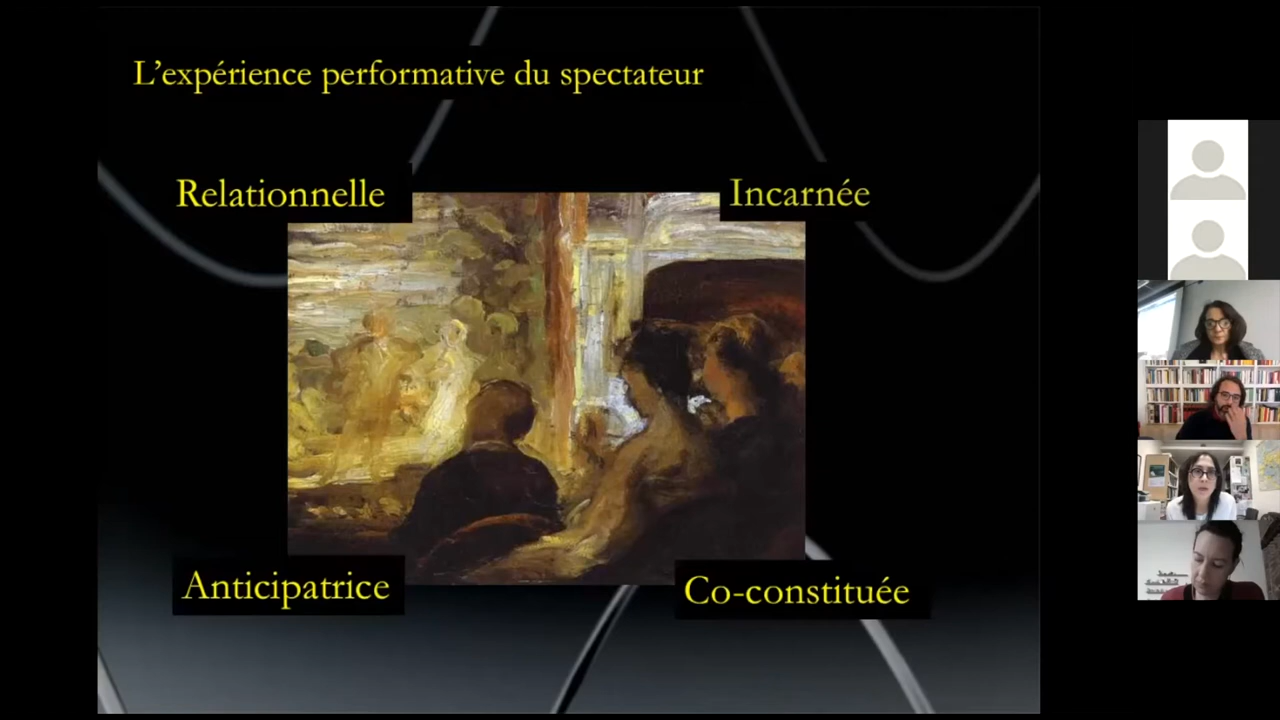 L’expérience performative du spectateur
Relationnelle
Incarnée
Anticipatrice
Co-constituée